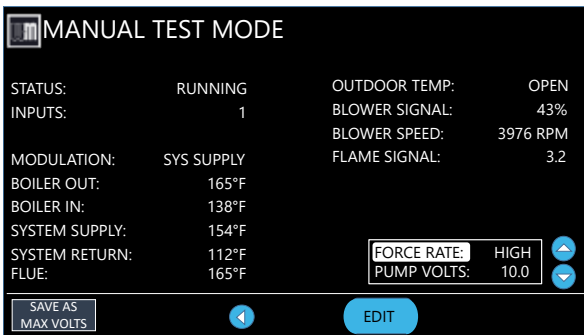 wm MANUAL TEST MODE
STATUS: RUNNING
INPUTS: 1
MODULATION: SYS SUPPLY
BOILER OUT: 165°F
BOILER IN: 138°F
SYSTEM SUPPLY: 154°F
SYSTEM RETURN: 112°F
FLUE: 165°F
OUTDOOR TEMP: OPEN
BLOWER SIGNAL: 43%
BLOWER SPEED: 3976 RPM
FLAME SIGNAL: 3.2
FORCE RATE: HIGH
PUMP VOLTS: 10.0
SAVE AS
MAX VOLTS
EDIT